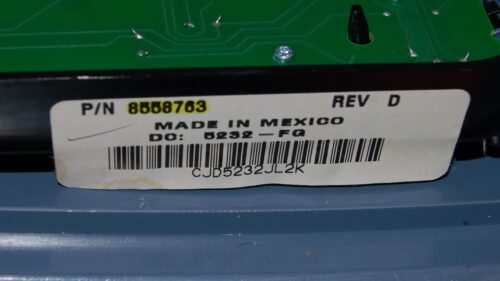 P/N 8558763 REV D
MADE IN MEXICO
DC: 5232-FG
CJD5232JL2K